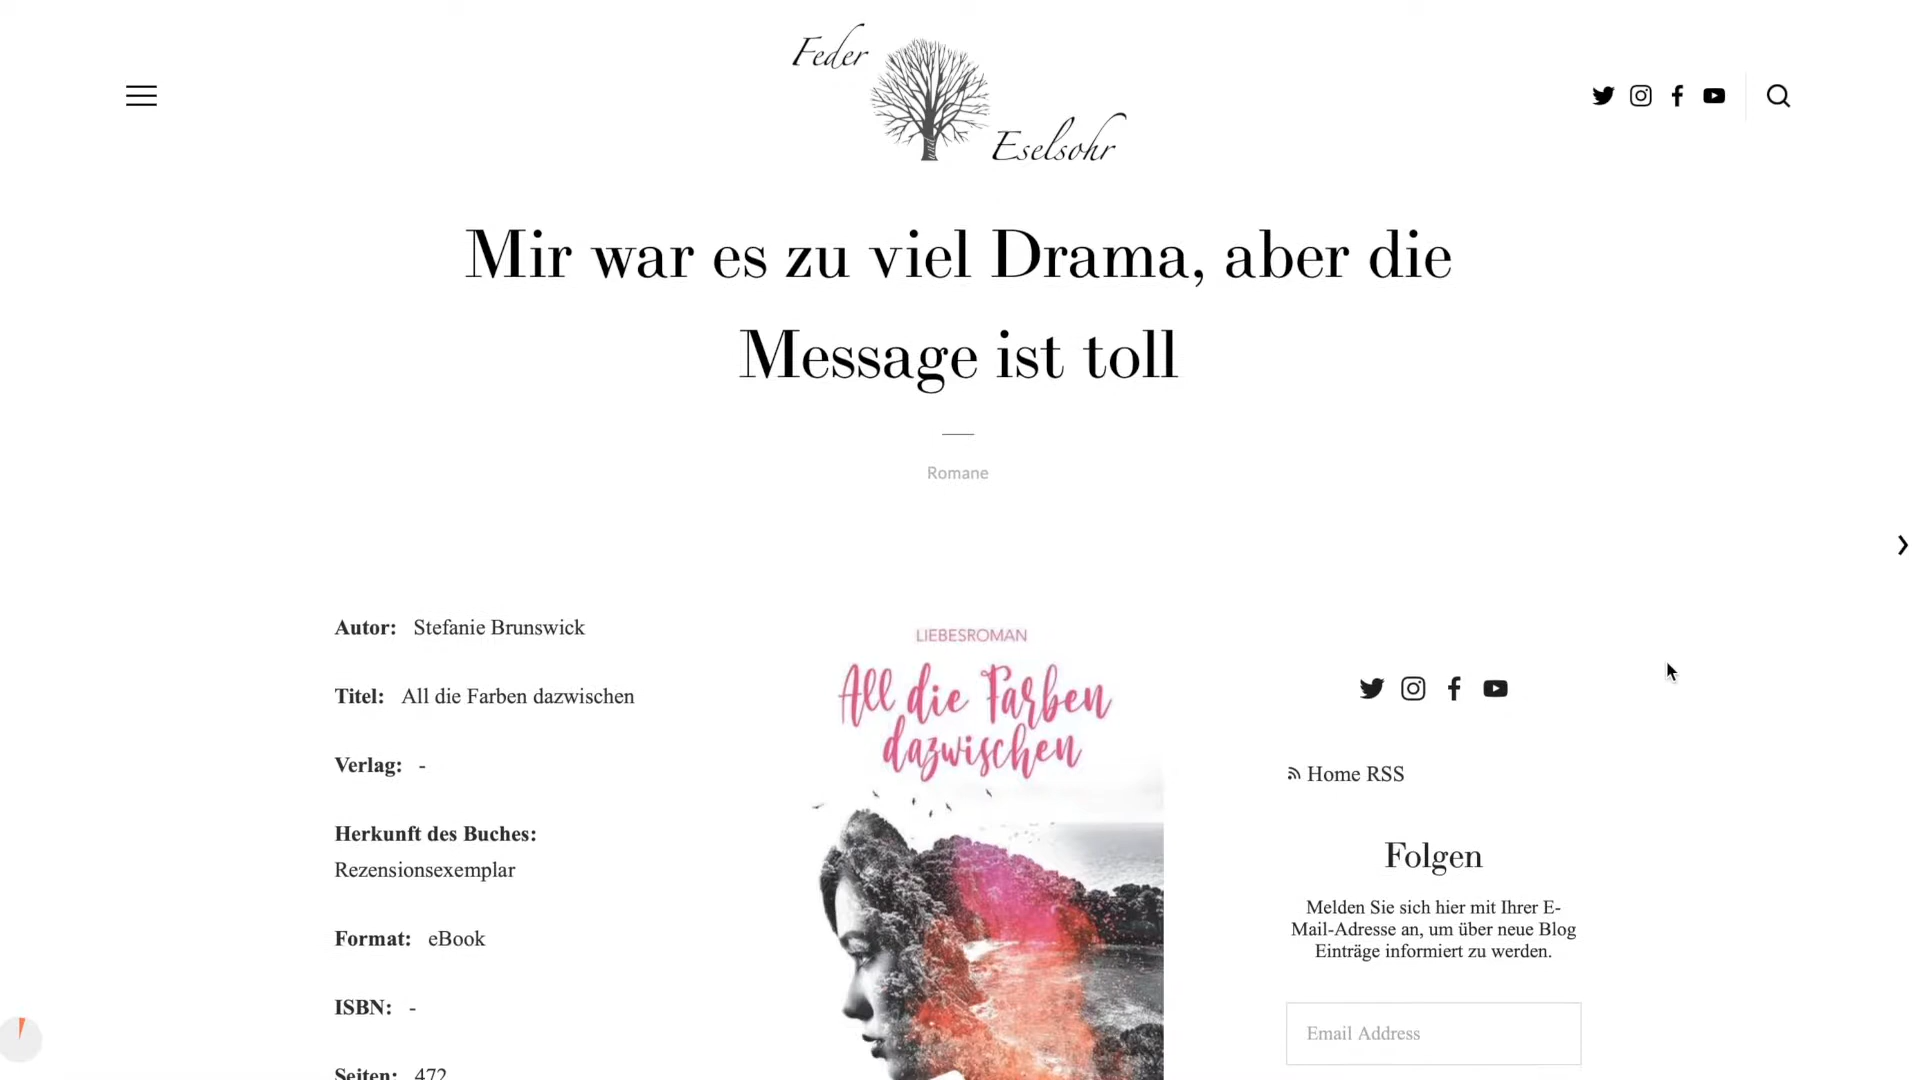 Feder
und
Eselsohr
Mir war es zu viel Drama, aber die
Message ist toll
Romane
Autor: Stefanie Brunswick
Titel: All die Farben dazwischen
Verlag: -
Herkunft des Buches:
Rezensionsexemplar
Format: eBook
ISBN: -
Seiten: 472
LIEBESROMAN
All die Farben
dazwischen
Home RSS
Folgen
Melden Sie sich hier mit Ihrer E-
Mail-Adresse an, um über neue Blog
Einträge informiert zu werden.
Email Address